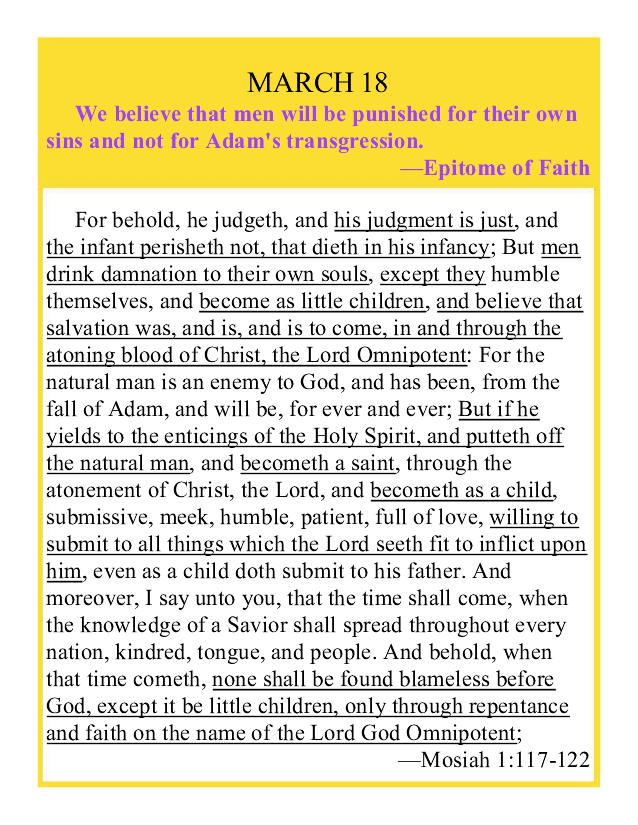 MARCH 18
We believe that men will be punished for their own
sins and not for Adam's transgression.
—Epitome of Faith
For behold, he judgeth, and his judgment is just, and
the infant perisheth not, that dieth in his infancy; But men
drink damnation to their own souls, except they humble
themselves, and become as little children, and believe that
salvation was, and is, and is to come, in and through the
atoning blood of Christ, the Lord Omnipotent: For the
natural man is an enemy to God, and has been, from the
fall of Adam, and will be, for ever and ever; But if he
yields to the enticings of the Holy Spirit, and putteth off
the natural man, and becometh a saint, through the
atonement of Christ, the Lord, and becometh as a child,
submissive, meek, humble, patient, full of love, willing to
submit to all things which the Lord seeth fit to inflict upon
him, even as a child doth submit to his father. And
moreover, I say unto you, that the time shall come, when
the knowledge of a Savior shall spread throughout every
nation, kindred, tongue, and people. And behold, when
that time cometh, none shall be found blameless before
God, except it be little children, only through repentance
and faith on the name of the Lord God Omnipotent;
—Mosiah 1:117-122